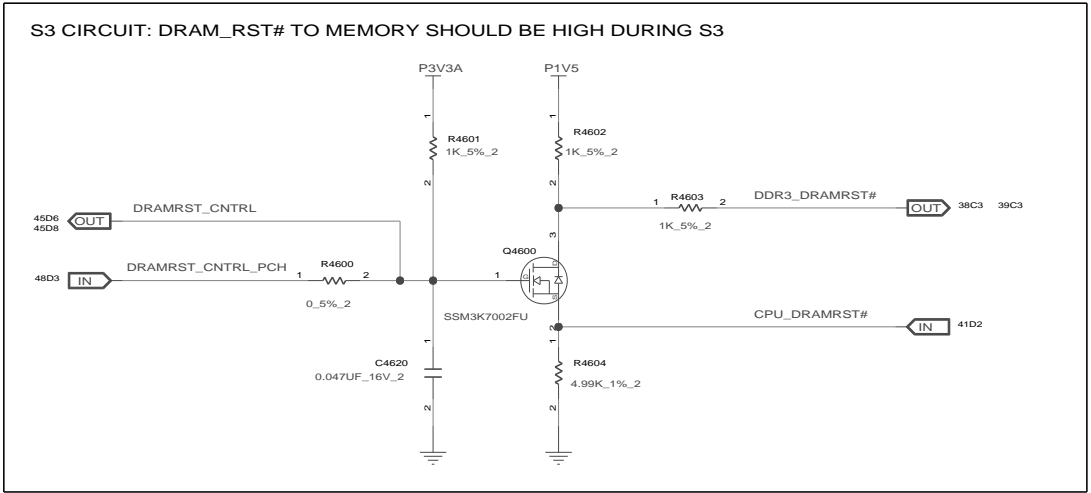 S3 CIRCUIT: DRAM_RST# TO MEMORY SHOULD BE HIGH DURING S3
P3V3A
P1V5
1
1
R4601
1K_5%_2
R4602
1K_5%_2
2
2
DRAMRST_CNTRL
45D6
45D8
OUT
1
R4603
2
1K_5%_2
DDR3_DRAMRST#
OUT
38C3 39C3
3
Q4600
D
G
S
1
SSM3K7002FU
48D3
IN
DRAMRST_CNTRL_PCH
1
R4600
2
0_5%_2
2
CPU_DRAMRST#
IN
41D2
1
C4620
0.047UF_16V_2
2
1
R4604
4.99K_1%_2
2